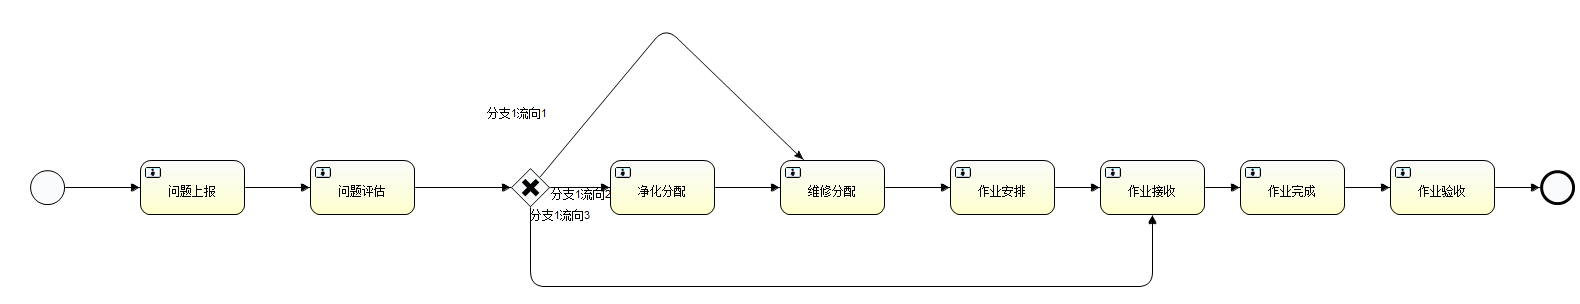 分支1流向1
问题上报
问题评估
分支1流向2
分支1流向3
净化分配
维修分配
作业安排
作业接收
作业完成
作业验收